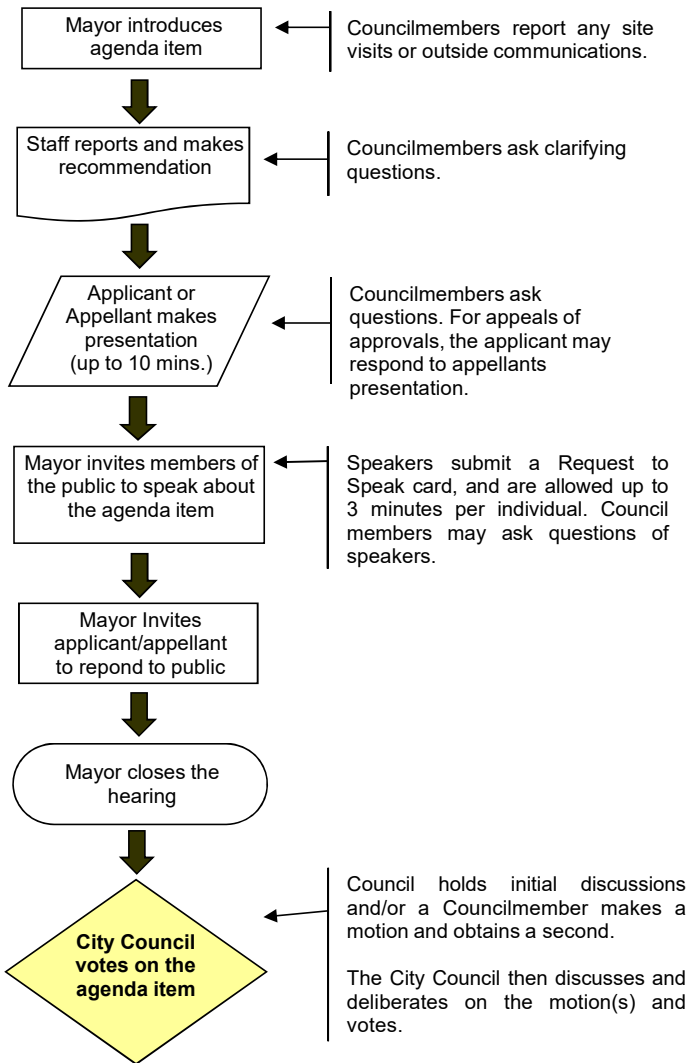 Mayor introduces
agenda item
Councilmembers report any site
visits or outside communications.
Staff reports and makes
recommendation
Councilmembers ask clarifying
questions.
Applicant or
Appellant makes
presentation
(up to 10 mins.)
Councilmembers ask
questions. For appeals of
approvals, the applicant may
respond to appellants
presentation.
Mayor invites members of
the public to speak about
the agenda item
Speakers submit a Request to
Speak card, and are allowed up to
3 minutes per individual. Council
members may ask questions of
speakers.
Mayor Invites
applicant/appellant
to repond to public
Mayor closes the
hearing
City Council
votes on the
agenda item
Council holds initial discussions
and/or a Councilmember makes a
motion and obtains a second.
The City Council then discusses and
deliberates on the motion(s) and
votes.